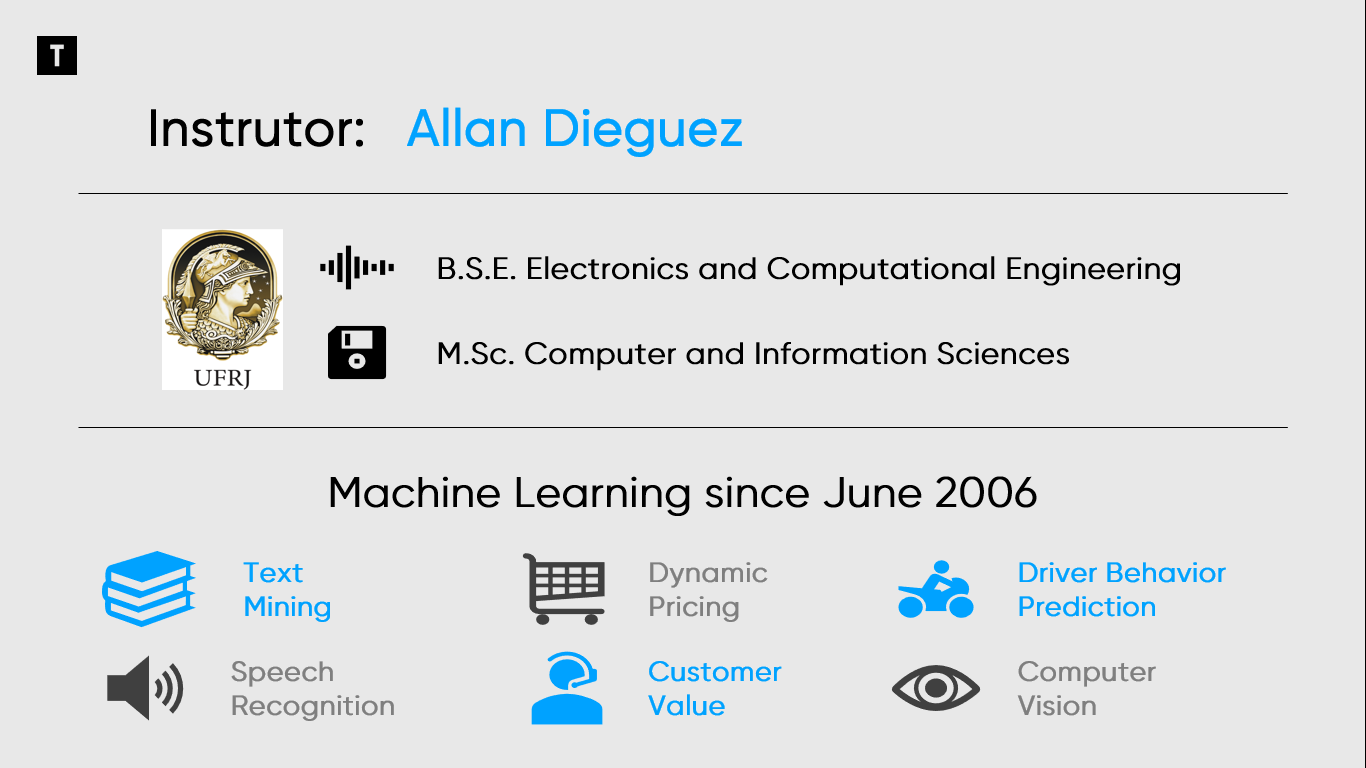 T
Instrutor: Allan Dieguez
B.S.E. Electronics and Computational Engineering
M.Sc. Computer and Information Sciences
UFRJ
Machine Learning since June 2006
Text
Mining
Dynamic
Pricing
Driver Behavior
Prediction
Speech
Recognition
Customer
Value
Computer
Vision